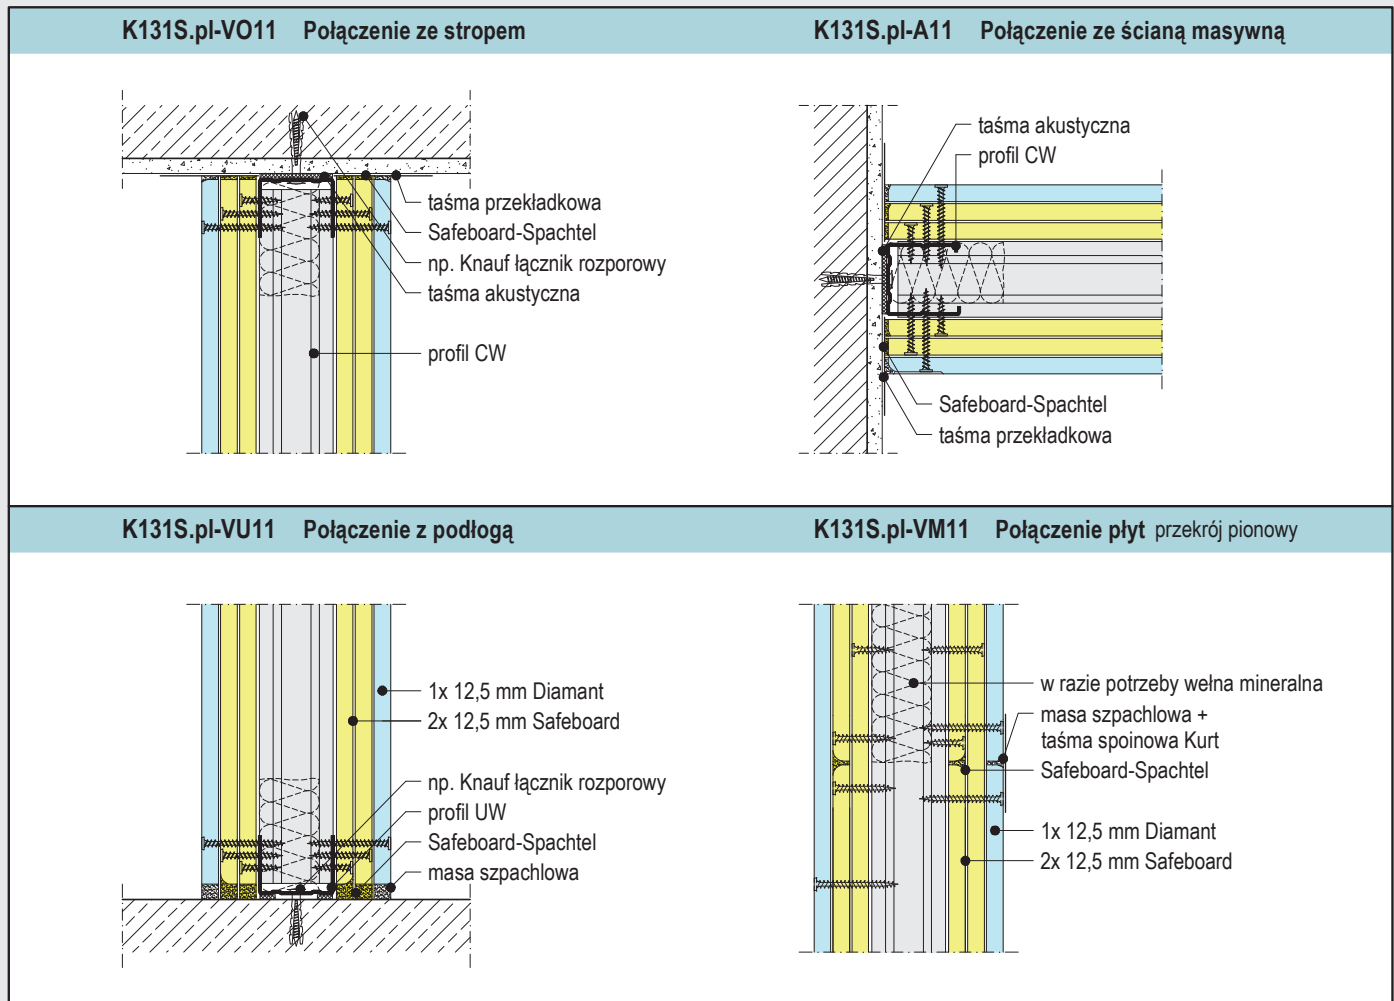 K131S.pl-VO11 Połączenie ze stropem
taśma przekładkowa
Safeboard-Spachtel
np. Knauf łącznik rozporowy
taśma akustyczna
profil CW
K131S.pl-A11 Połączenie ze ścianą masywną
taśma akustyczna
profil CW
Safeboard-Spachtel
taśma przekładkowa
K131S.pl-VU11 Połączenie z podłogą
1x 12,5 mm Diamant
2x 12,5 mm Safeboard
np. Knauf łącznik rozporowy
profil UW
Safeboard-Spachtel
masa szpachlowa
K131S.pl-VM11 Połączenie płyt przekrój pionowy
w razie potrzeby wełna mineralna
masa szpachlowa +
taśma spoinowa Kurt
Safeboard-Spachtel
1x 12,5 mm Diamant
2x 12,5 mm Safeboard